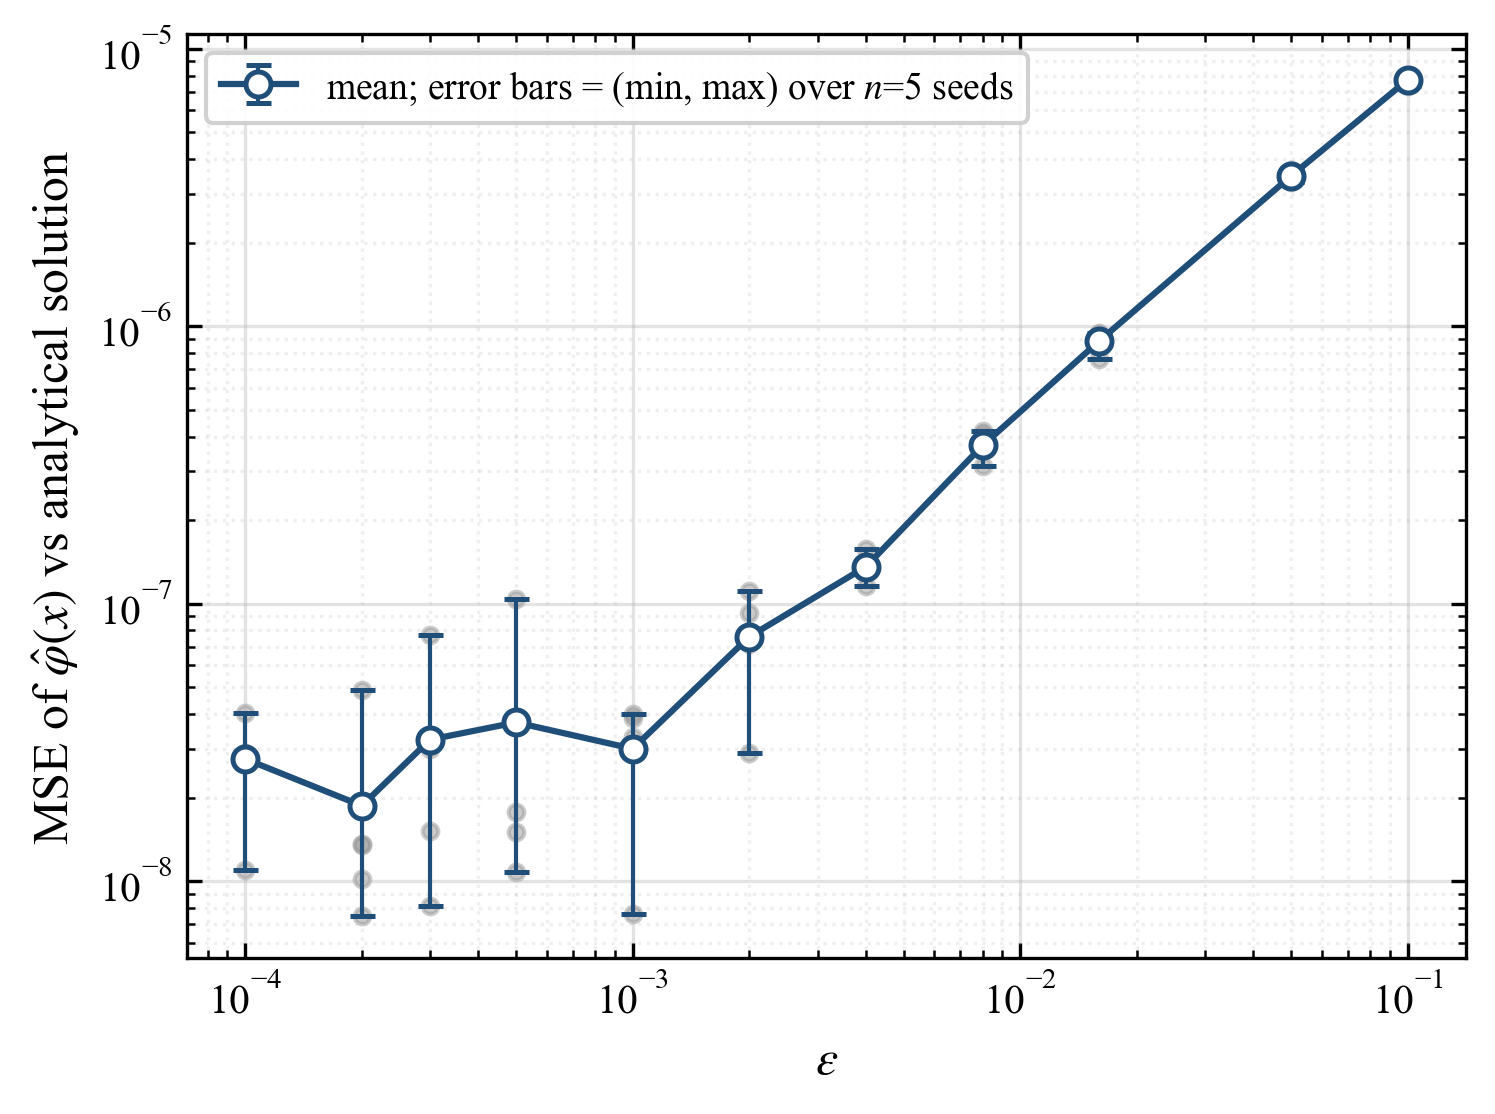 mean; error bars = (min, max) over n=5 seeds
MSE of φ̂(x) vs analytical solution
10⁻⁵
10⁻⁶
10⁻⁷
10⁻⁸
10⁻⁴ 10⁻³ 10⁻² 10⁻¹
ε